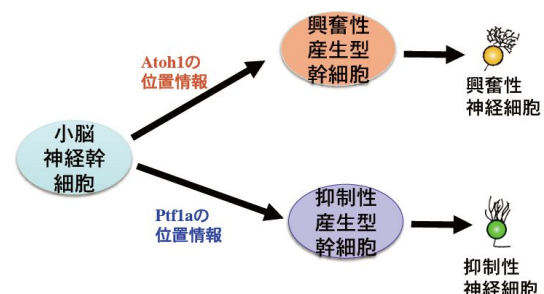 Atoh1の
位置情報
興奮性
産生型
幹細胞
興奮性
神経細胞
小脳
神経幹
細胞
Ptf1aの
位置情報
抑制性
産生型
幹細胞
抑制性
神経細胞